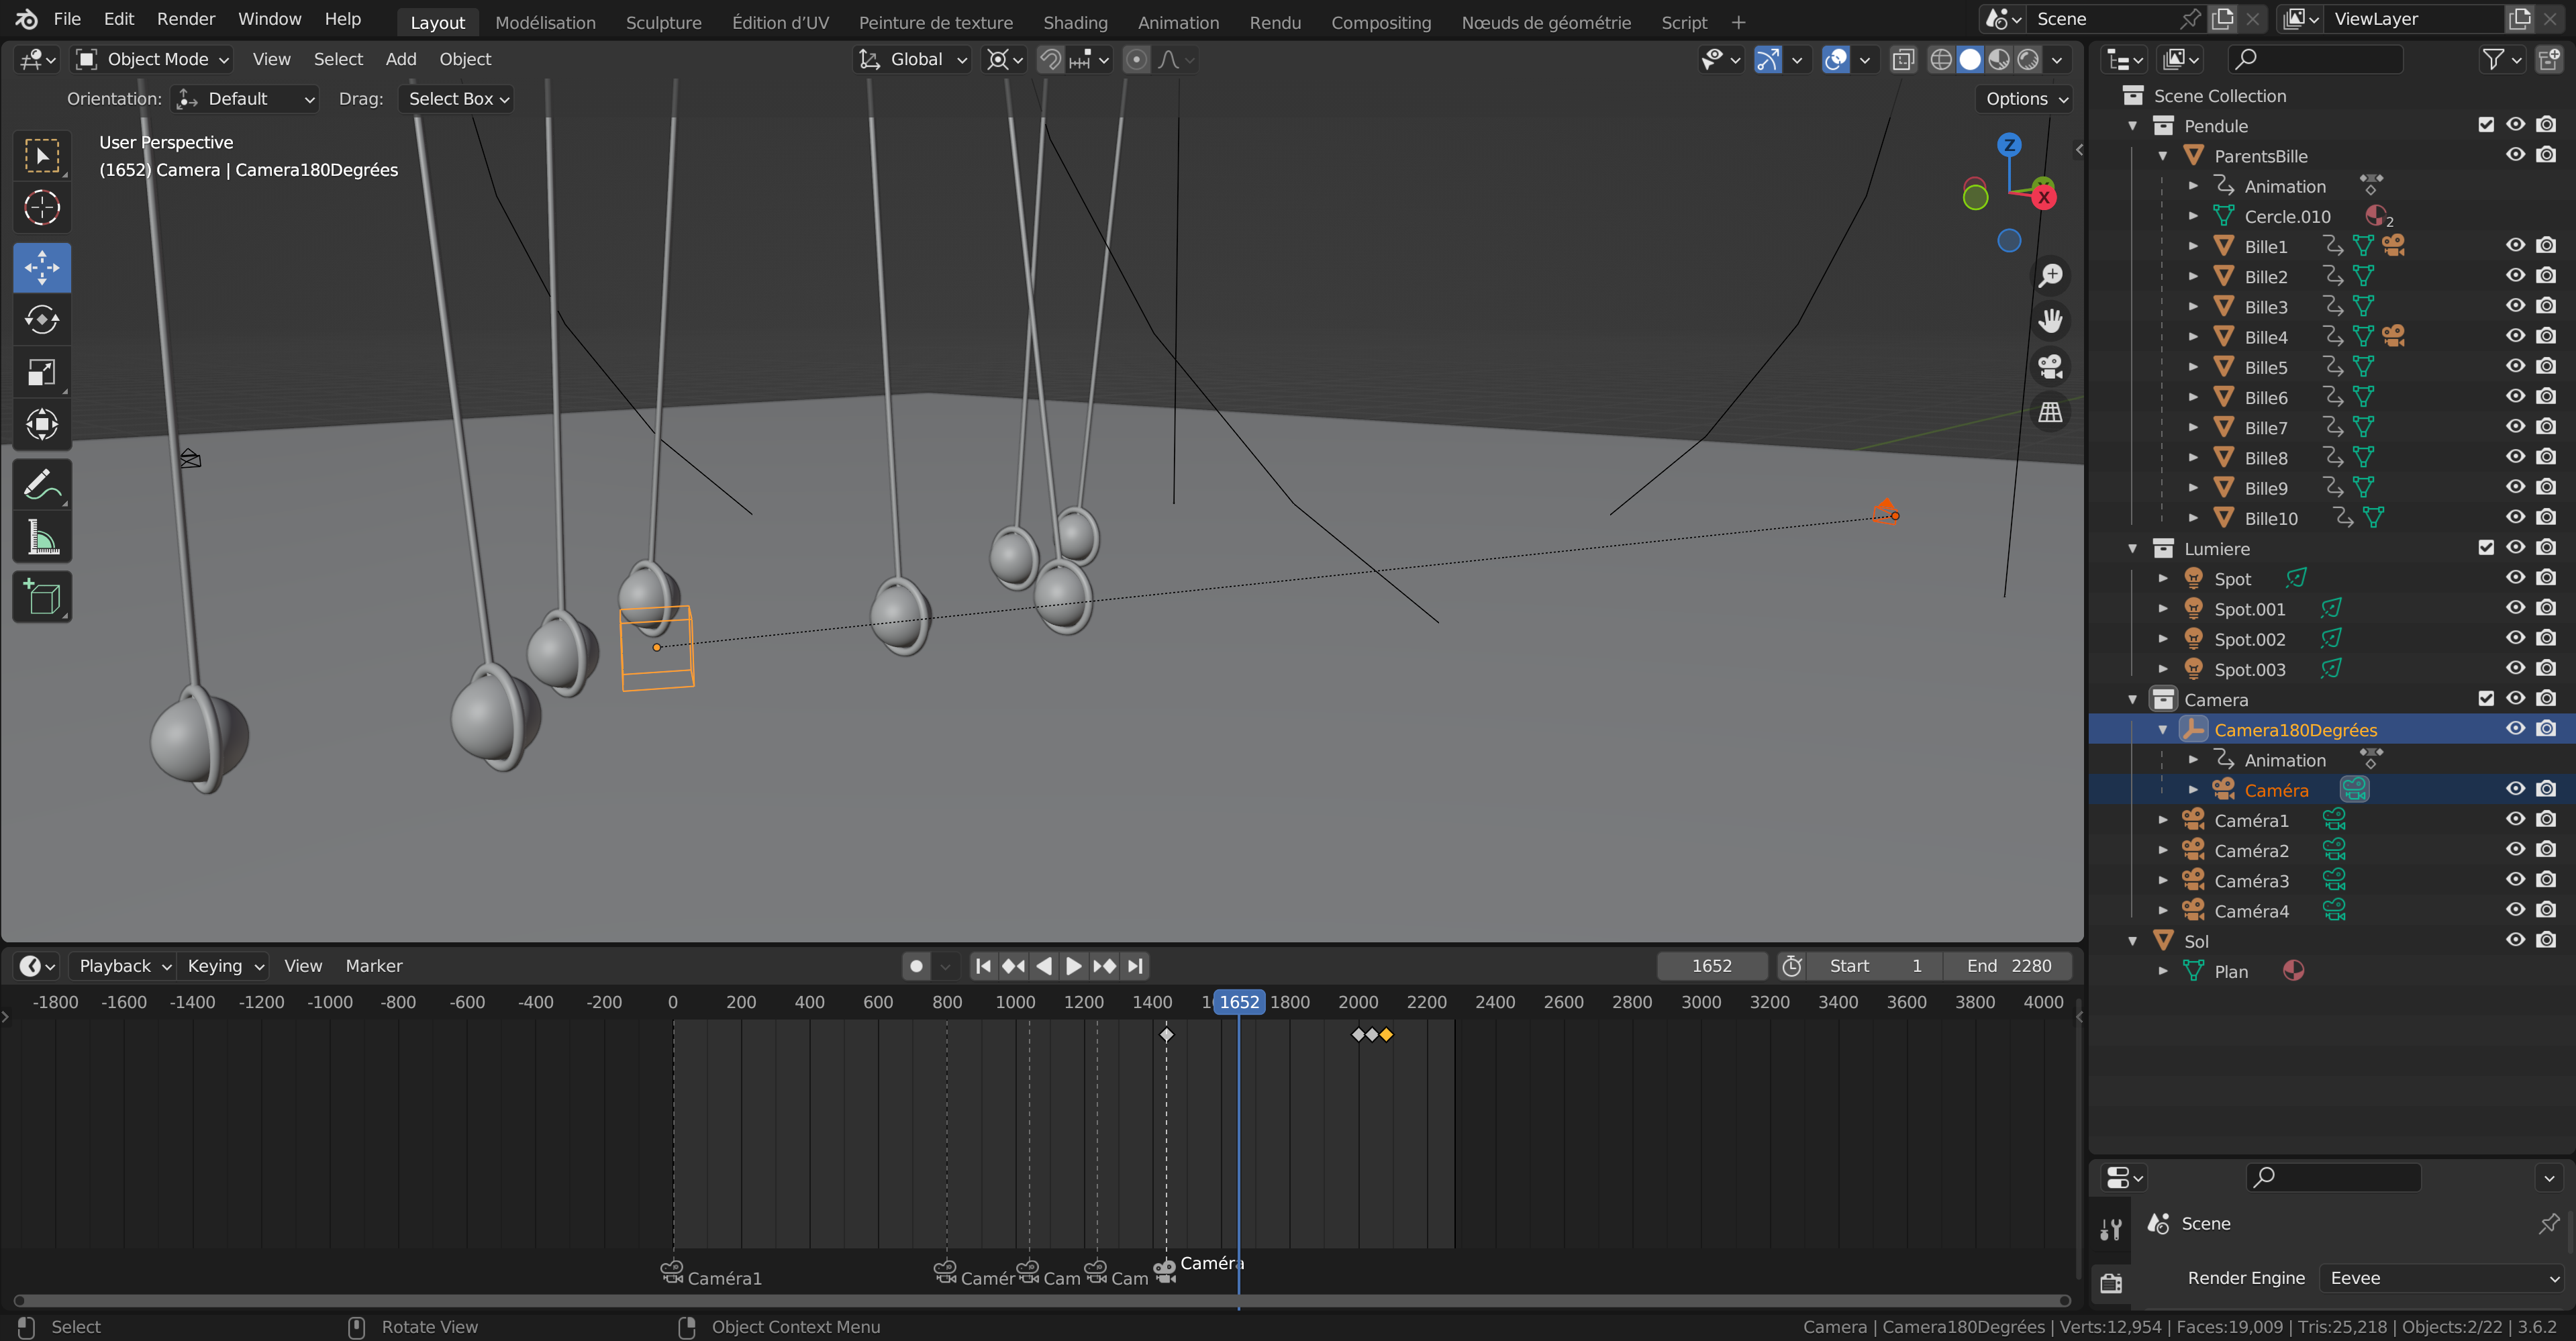 File Edit Render Window Help Layout Modélisation Sculpture Édition d'UV Peinture de texture Shading Animation Rendu Compositing Nœuds de géométrie Script + Scene ViewLayer
Object Mode View Select Add Object Global
Orientation: Default Drag: Select Box Options
User Perspective
(1652) Camera | Camera180Degrées
Z
X
Scene Collection
Pendule
ParentsBille
Animation
Cercle.010 2
Bille1
Bille2
Bille3
Bille4
Bille5
Bille6
Bille7
Bille8
Bille9
Bille10
Lumiere
Spot
Spot.001
Spot.002
Spot.003
Camera
Camera180Degrées
Animation
Caméra
Caméra1
Caméra2
Caméra3
Caméra4
Sol
Plan
Playback Keying View Marker 1652 Start 1 End 2280
-1800 -1600 -1400 -1200 -1000 -800 -600 -400 -200 0 200 400 600 800 1000 1200 1400 1652 1800 2000 2200 2400 2600 2800 3000 3200 3400 3600 3800 4000
Caméra
Caméra1 Camér Cam Cam
Scene
Render Engine Eevee
Select Rotate View Object Context Menu Camera | Camera180Degrées | Verts:12,954 | Faces:19,009 | Tris:25,218 | Objects:2/22 | 3.6.2